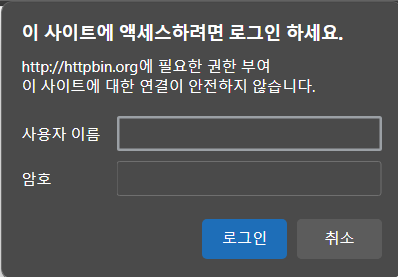 이 사이트에 액세스하려면 로그인 하세요.
http://httpbin.org에 필요한 권한 부여
이 사이트에 대한 연결이 안전하지 않습니다.
사용자 이름
암호
로그인
취소